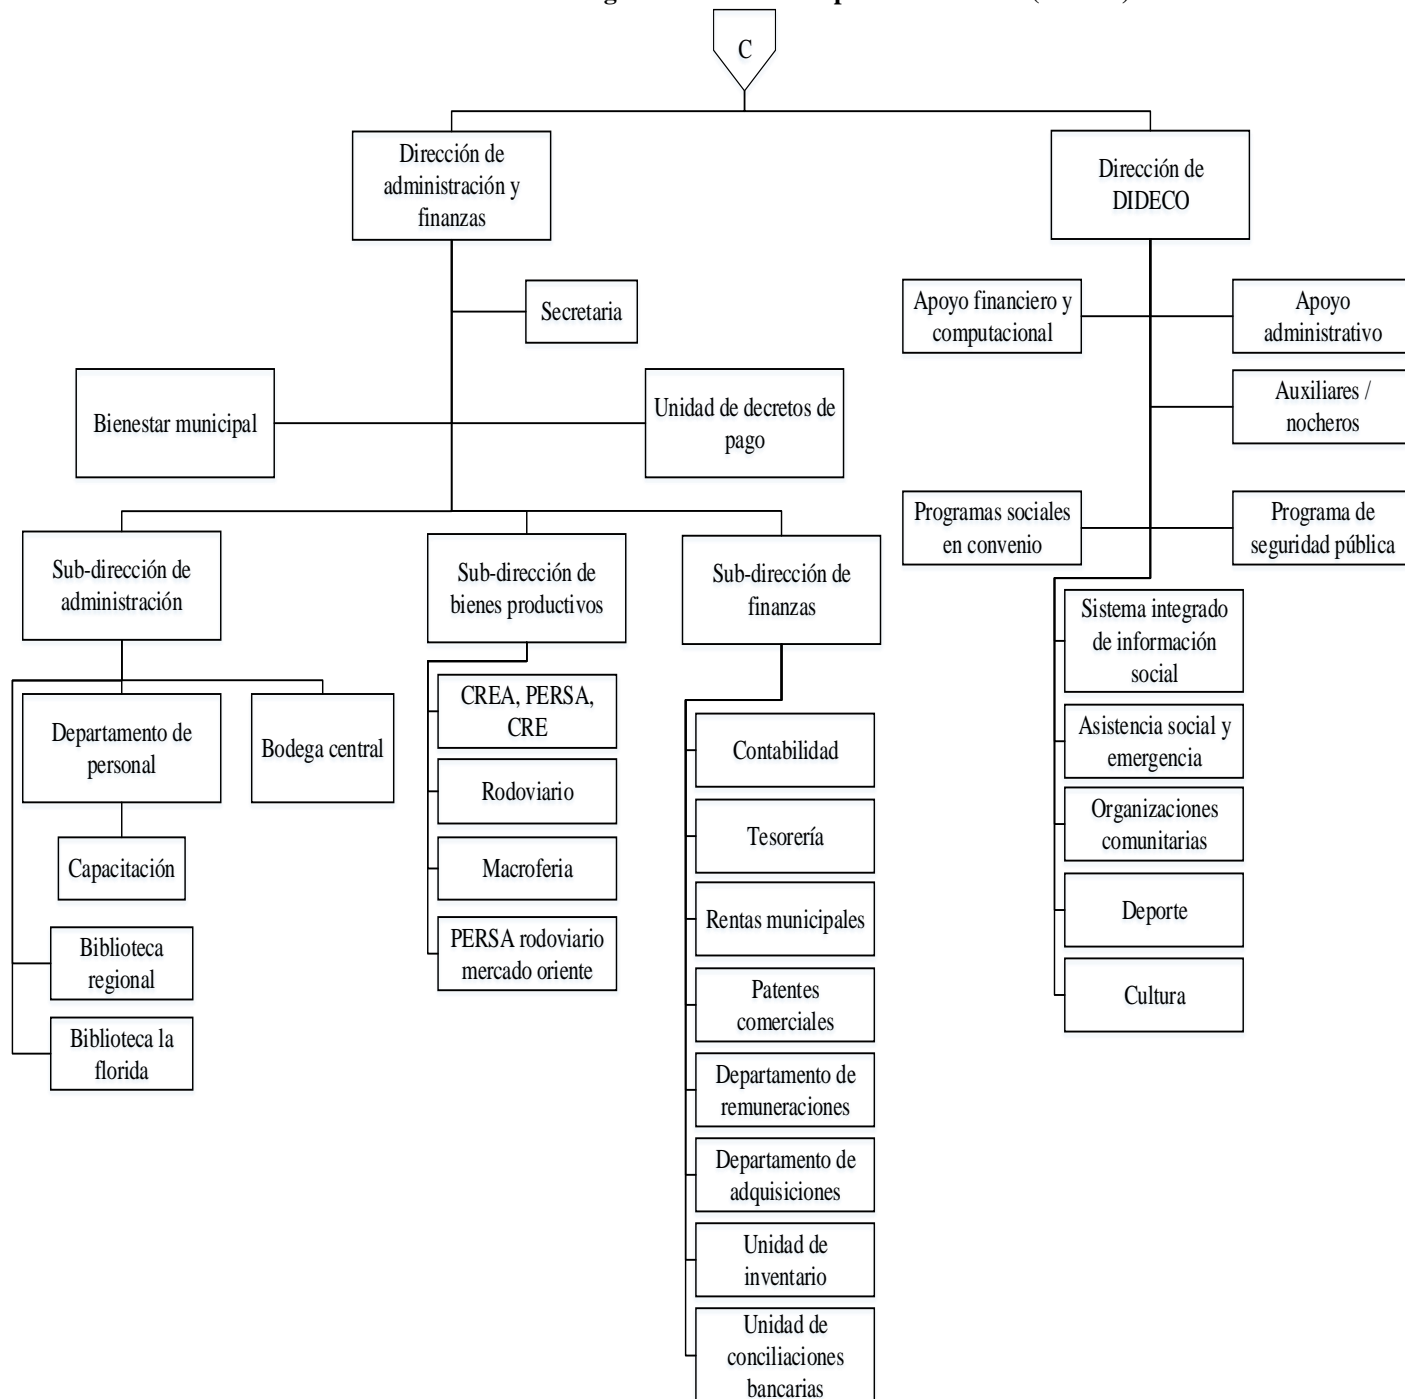 C
Dirección de
administración y
finanzas
Dirección de
DIDECO
Secretaria
Apoyo financiero y
computacional
Apoyo
administrativo
Bienestar municipal
Unidad de decretos de
pago
Auxiliares /
nocheros
Programas sociales
en convenio
Programa de
seguridad pública
Sub-dirección de
administración
Sub-dirección de
bienes productivos
Sub-dirección de
finanzas
Departamento de
personal
Bodega central
Capacitación
Biblioteca
regional
Biblioteca la
florida
CREA, PERSA,
CRE
Rodoviario
Macroferia
PERSA rodoviario
mercado oriente
Contabilidad
Tesorería
Rentas municipales
Patentes
comerciales
Departamento de
remuneraciones
Departamento de
adquisiciones
Unidad de
inventario
Unidad de
conciliaciones
bancarias
Sistema integrado
de información
social
Asistencia social y
emergencia
Organizaciones
comunitarias
Deporte
Cultura